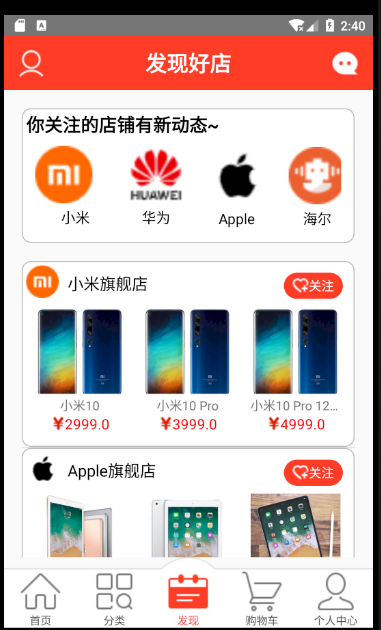 2:40
发现好店
你关注的店铺有新动态~
HUAWEI
小米
华为
Apple
海尔
小米旗舰店
关注
小米10
小米10 Pro
小米10 Pro 12...
¥2999.0
¥3999.0
¥4999.0
Apple旗舰店
关注
首页
分类
发现
购物车
个人中心